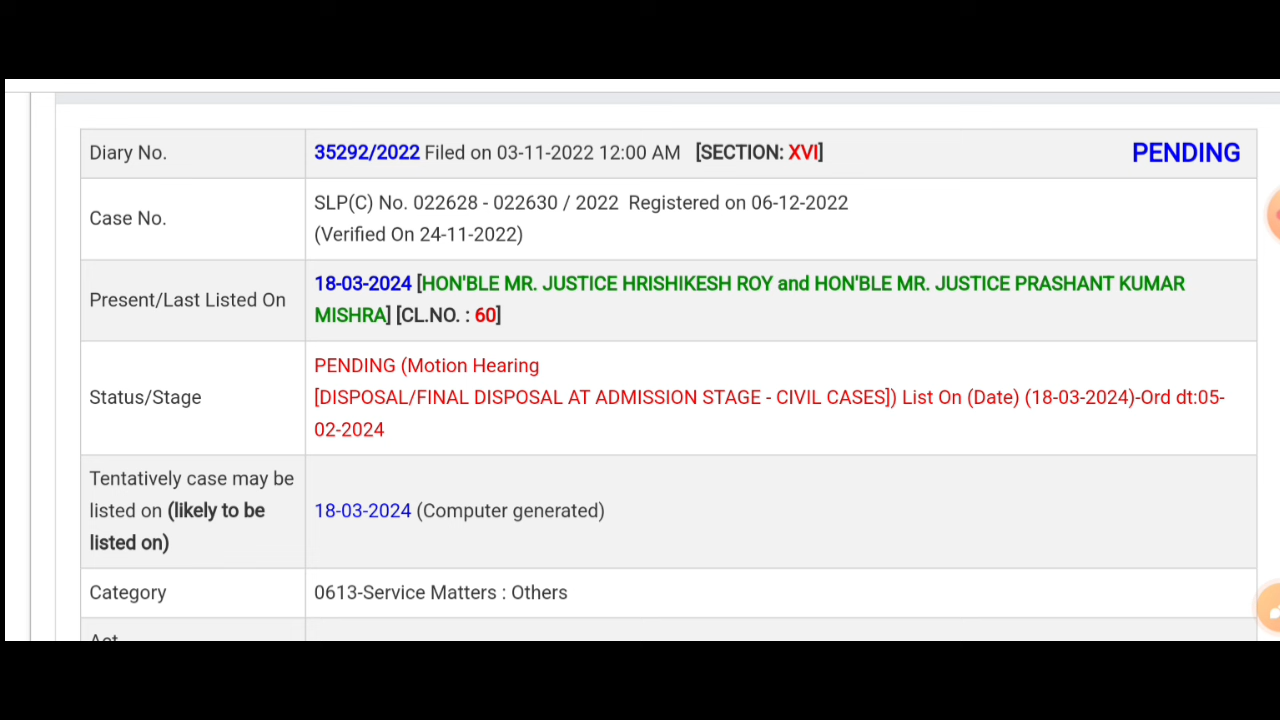 Diary No. 35292/2022 Filed on 03-11-2022 12:00 AM [SECTION: XVI] PENDING
Case No. SLP(C) No. 022628 - 022630 / 2022 Registered on 06-12-2022
(Verified On 24-11-2022)
Present/Last Listed On 18-03-2024 [HON'BLE MR. JUSTICE HRISHIKESH ROY and HON'BLE MR. JUSTICE PRASHANT KUMAR
MISHRA] [CL.NO. : 60]
Status/Stage PENDING (Motion Hearing
[DISPOSAL/FINAL DISPOSAL AT ADMISSION STAGE - CIVIL CASES]) List On (Date) (18-03-2024)-Ord dt:05-
02-2024
Tentatively case may be
listed on (likely to be
listed on)
18-03-2024 (Computer generated)
Category 0613-Service Matters : Others
Act